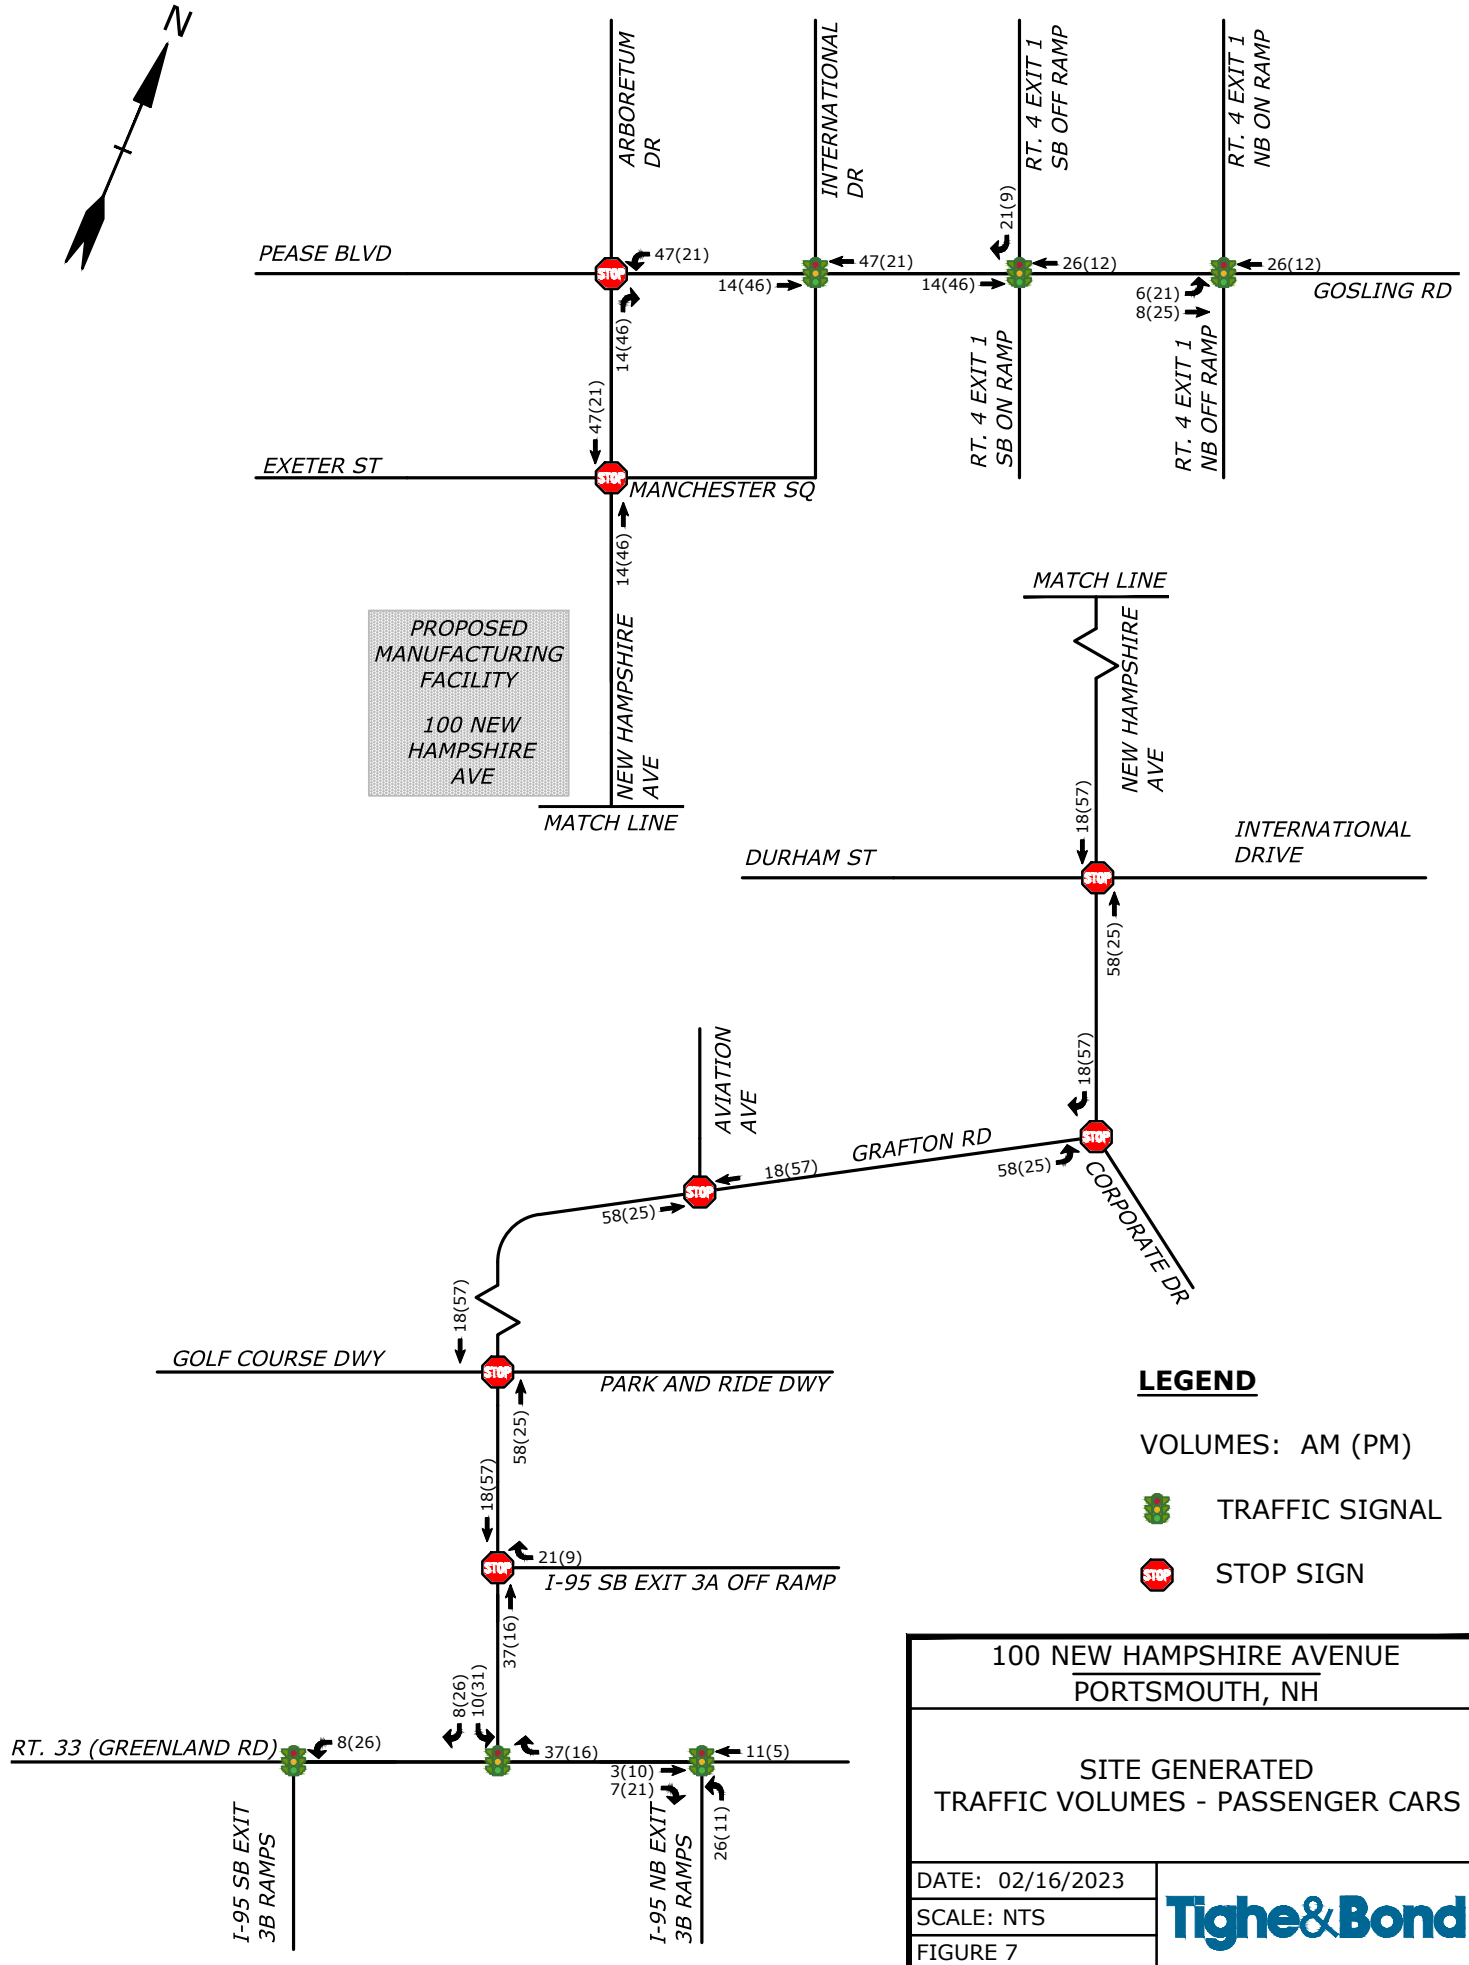 N
ARBORETUM
DR
INTERNATIONAL
DR
RT. 4 EXIT 1
SB OFF RAMP
RT. 4 EXIT 1
NB ON RAMP
PEASE BLVD
STOP
47(21)
14(46)
14(46)
47(21)
21(9)
14(46)
26(12)
6(21)
8(25)
26(12)
GOSLING RD
RT. 4 EXIT 1
SB ON RAMP
RT. 4 EXIT 1
NB OFF RAMP
47(21)
EXETER ST
STOP
MANCHESTER SQ
14(46)
PROPOSED
MANUFACTURING
FACILITY
100 NEW
HAMPSHIRE
AVE
NEW HAMPSHIRE
AVE
MATCH LINE
MATCH LINE
NEW HAMPSHIRE
AVE
18(57)
DURHAM ST
STOP
INTERNATIONAL
DRIVE
58(25)
18(57)
AVIATION
AVE
GRAFTON RD
STOP
58(25)
CORPORATE DR
18(57)
STOP
58(25)
18(57)
GOLF COURSE DWY
STOP
PARK AND RIDE DWY
58(25)
18(57)
STOP
21(9)
I-95 SB EXIT 3A OFF RAMP
37(16)
8(26)
10(31)
RT. 33 (GREENLAND RD)
8(26)
37(16)
3(10)
7(21)
11(5)
26(11)
I-95 SB EXIT
3B RAMPS
I-95 NB EXIT
3B RAMPS
LEGEND
VOLUMES: AM (PM)
TRAFFIC SIGNAL
STOP
STOP SIGN
100 NEW HAMPSHIRE AVENUE
PORTSMOUTH, NH
SITE GENERATED
TRAFFIC VOLUMES - PASSENGER CARS
DATE: 02/16/2023
SCALE: NTS
FIGURE 7
Tighe&Bond